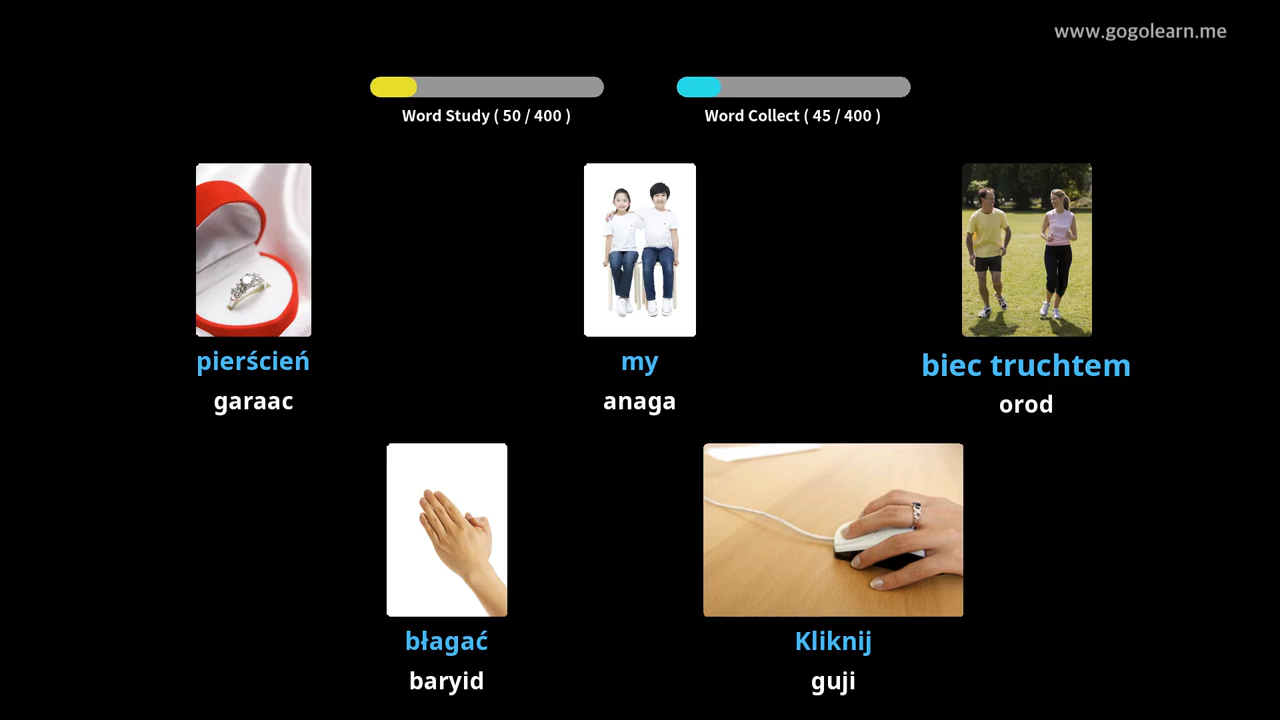 www.gogolearn.me
Word Study ( 50 / 400 )
Word Collect ( 45 / 400 )
pierścień
garaac
my
anaga
biec truchtem
orod
błagać
baryid
Kliknij
guji